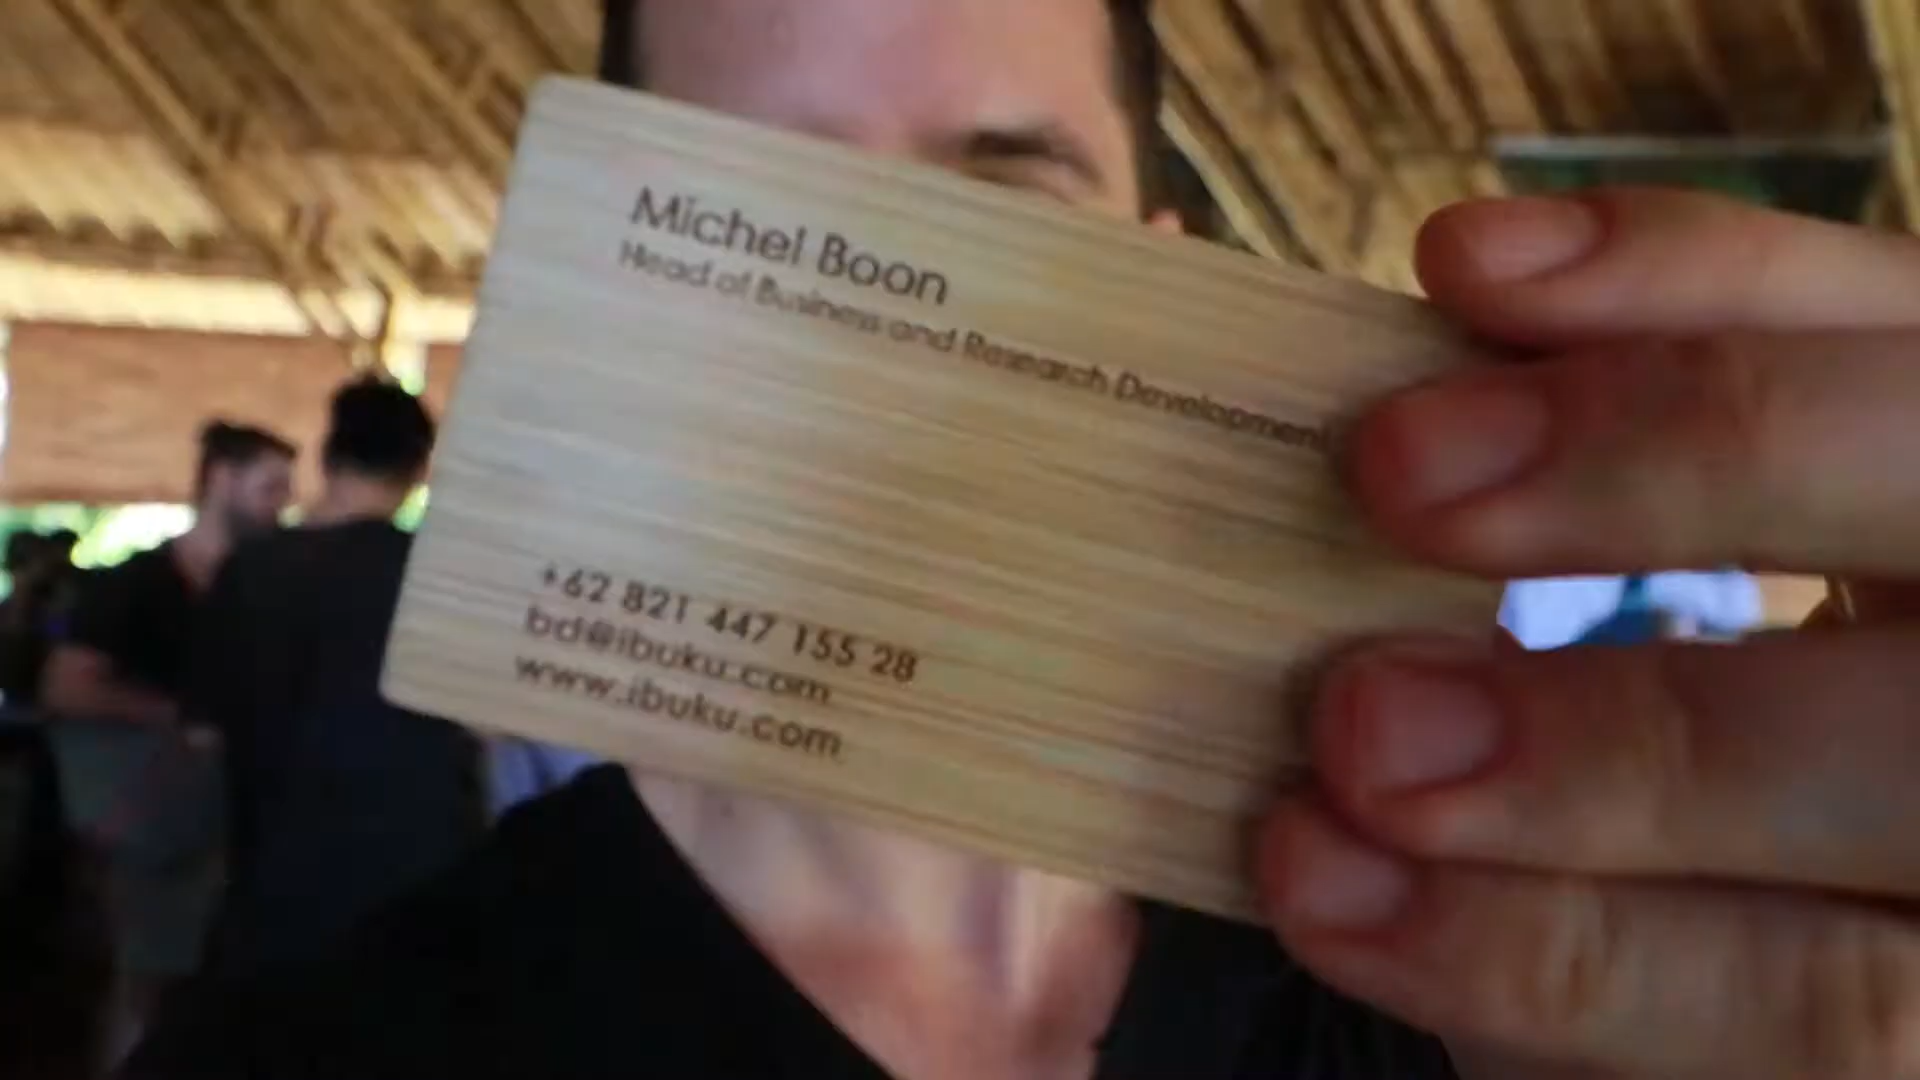 Michel Boon
Head of Business and Research Development
+62 821 447 155 28
bd@ibuku.com
www.ibuku.com